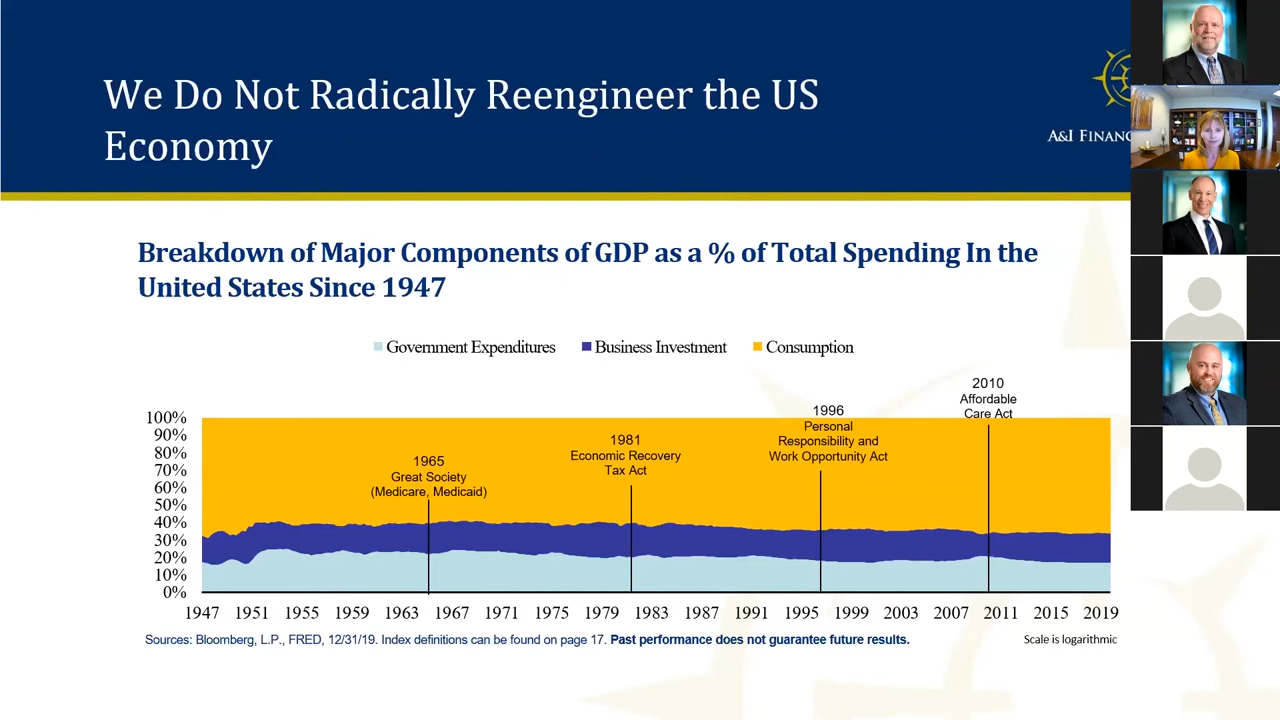 We Do Not Radically Reengineer the US
Economy
A&I FINANC
Breakdown of Major Components of GDP as a % of Total Spending In the
United States Since 1947
Government Expenditures Business Investment Consumption
2010
Affordable
Care Act
1996
Personal
Responsibility and
Work Opportunity Act
1981
Economic Recovery
Tax Act
1965
Great Society
(Medicare, Medicaid)
100%
90%
80%
70%
60%
50%
40%
30%
20%
10%
0%
1947 1951 1955 1959 1963 1967 1971 1975 1979 1983 1987 1991 1995 1999 2003 2007 2011 2015 2019
Sources: Bloomberg, L.P., FRED, 12/31/19. Index definitions can be found on page 17. Past performance does not guarantee future results.
Scale is logarithmic